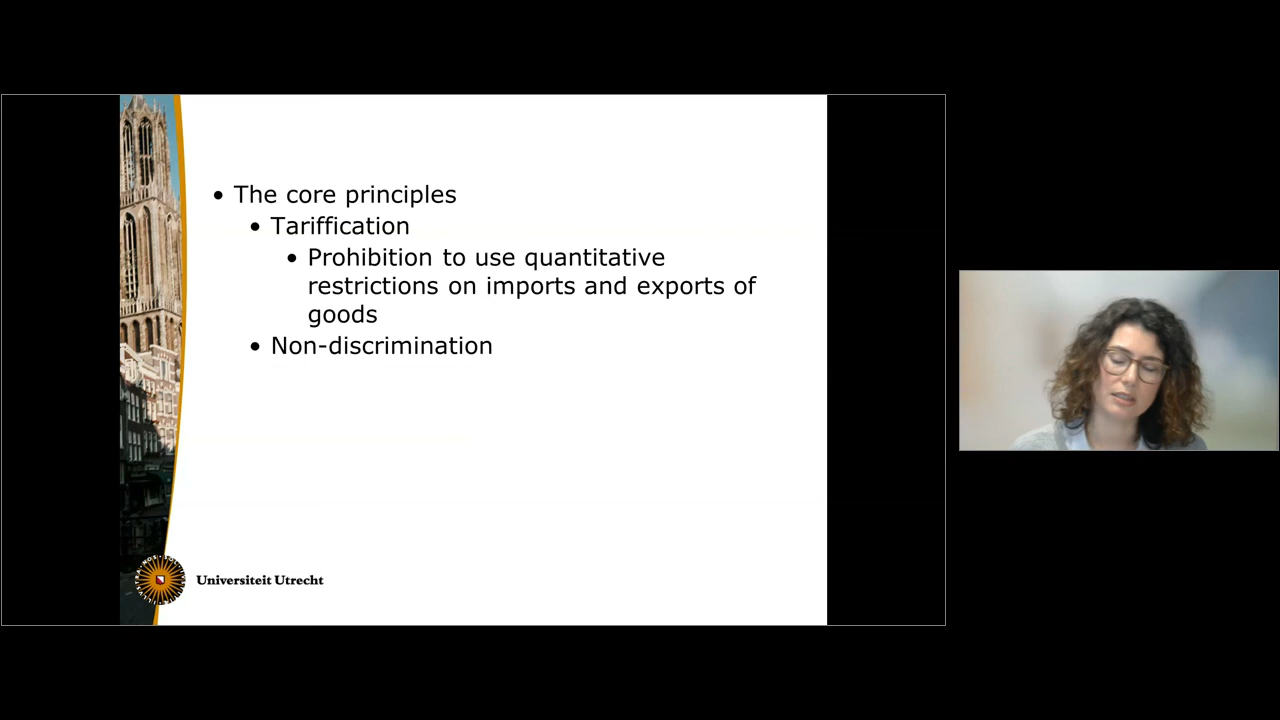 • The core principles
• Tariffication
• Prohibition to use quantitative
restrictions on imports and exports of
goods
• Non-discrimination
Universiteit Utrecht